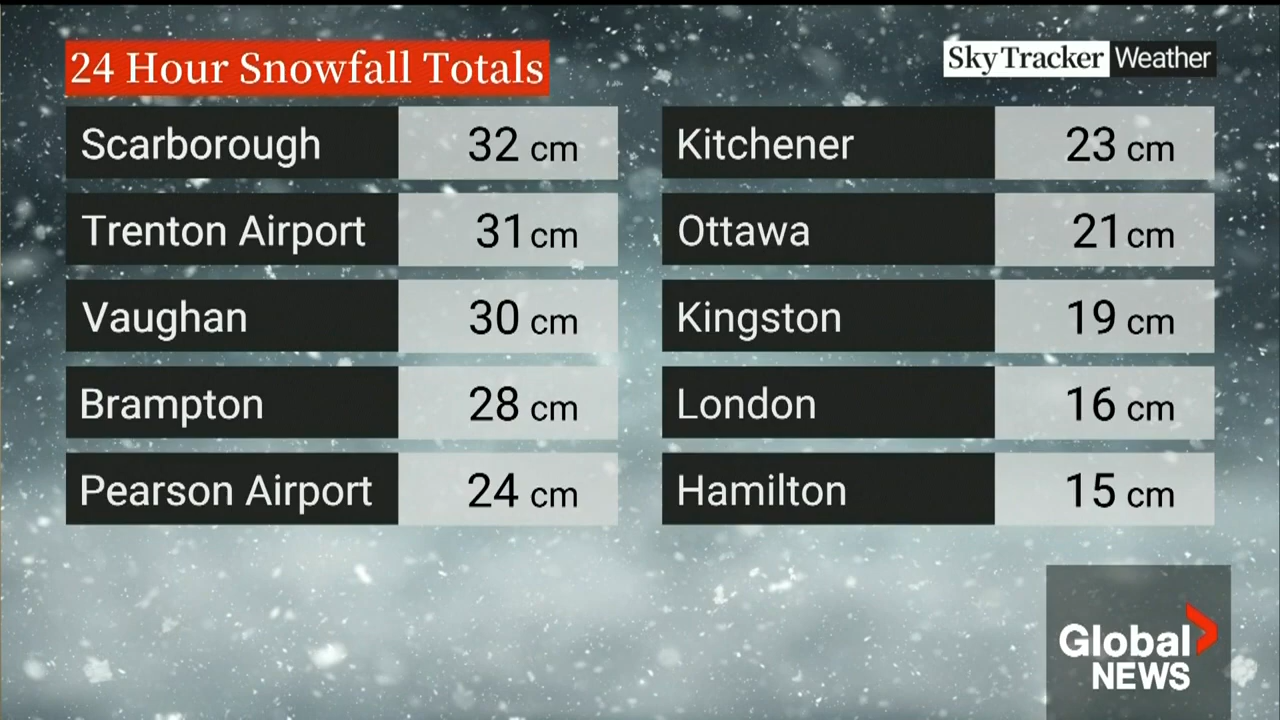 24 Hour Snowfall Totals
SkyTracker Weather
Scarborough 32 cm
Trenton Airport 31 cm
Vaughan 30 cm
Brampton 28 cm
Pearson Airport 24 cm
Kitchener 23 cm
Ottawa 21 cm
Kingston 19 cm
London 16 cm
Hamilton 15 cm
Global
NEWS